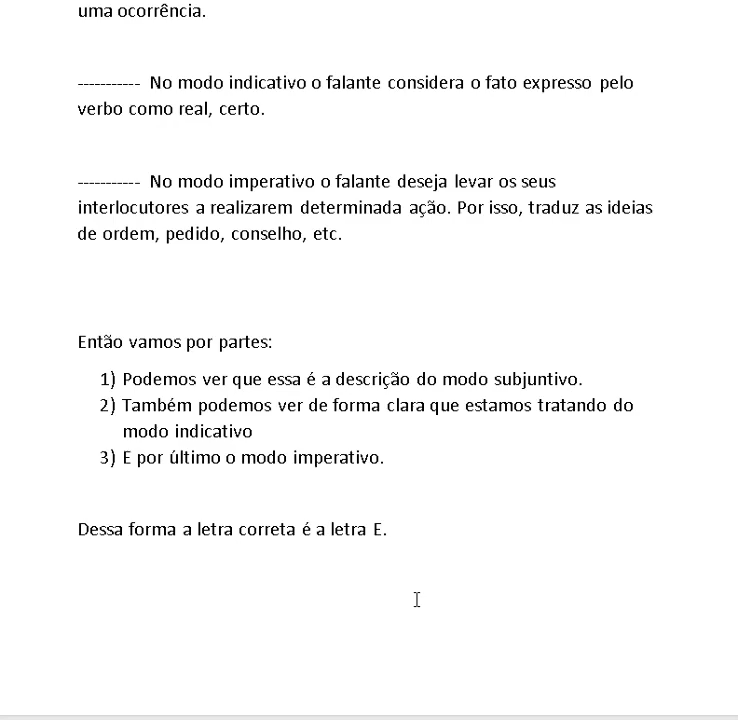 uma ocorrência.
----------- No modo indicativo o falante considera o fato expresso pelo
verbo como real, certo.
----------- No modo imperativo o falante deseja levar os seus
interlocutores a realizarem determinada ação. Por isso, traduz as ideias
de ordem, pedido, conselho, etc.
Então vamos por partes:
1) Podemos ver que essa é a descrição do modo subjuntivo.
2) Também podemos ver de forma clara que estamos tratando do
modo indicativo
3) E por último o modo imperativo.
Dessa forma a letra correta é a letra E.